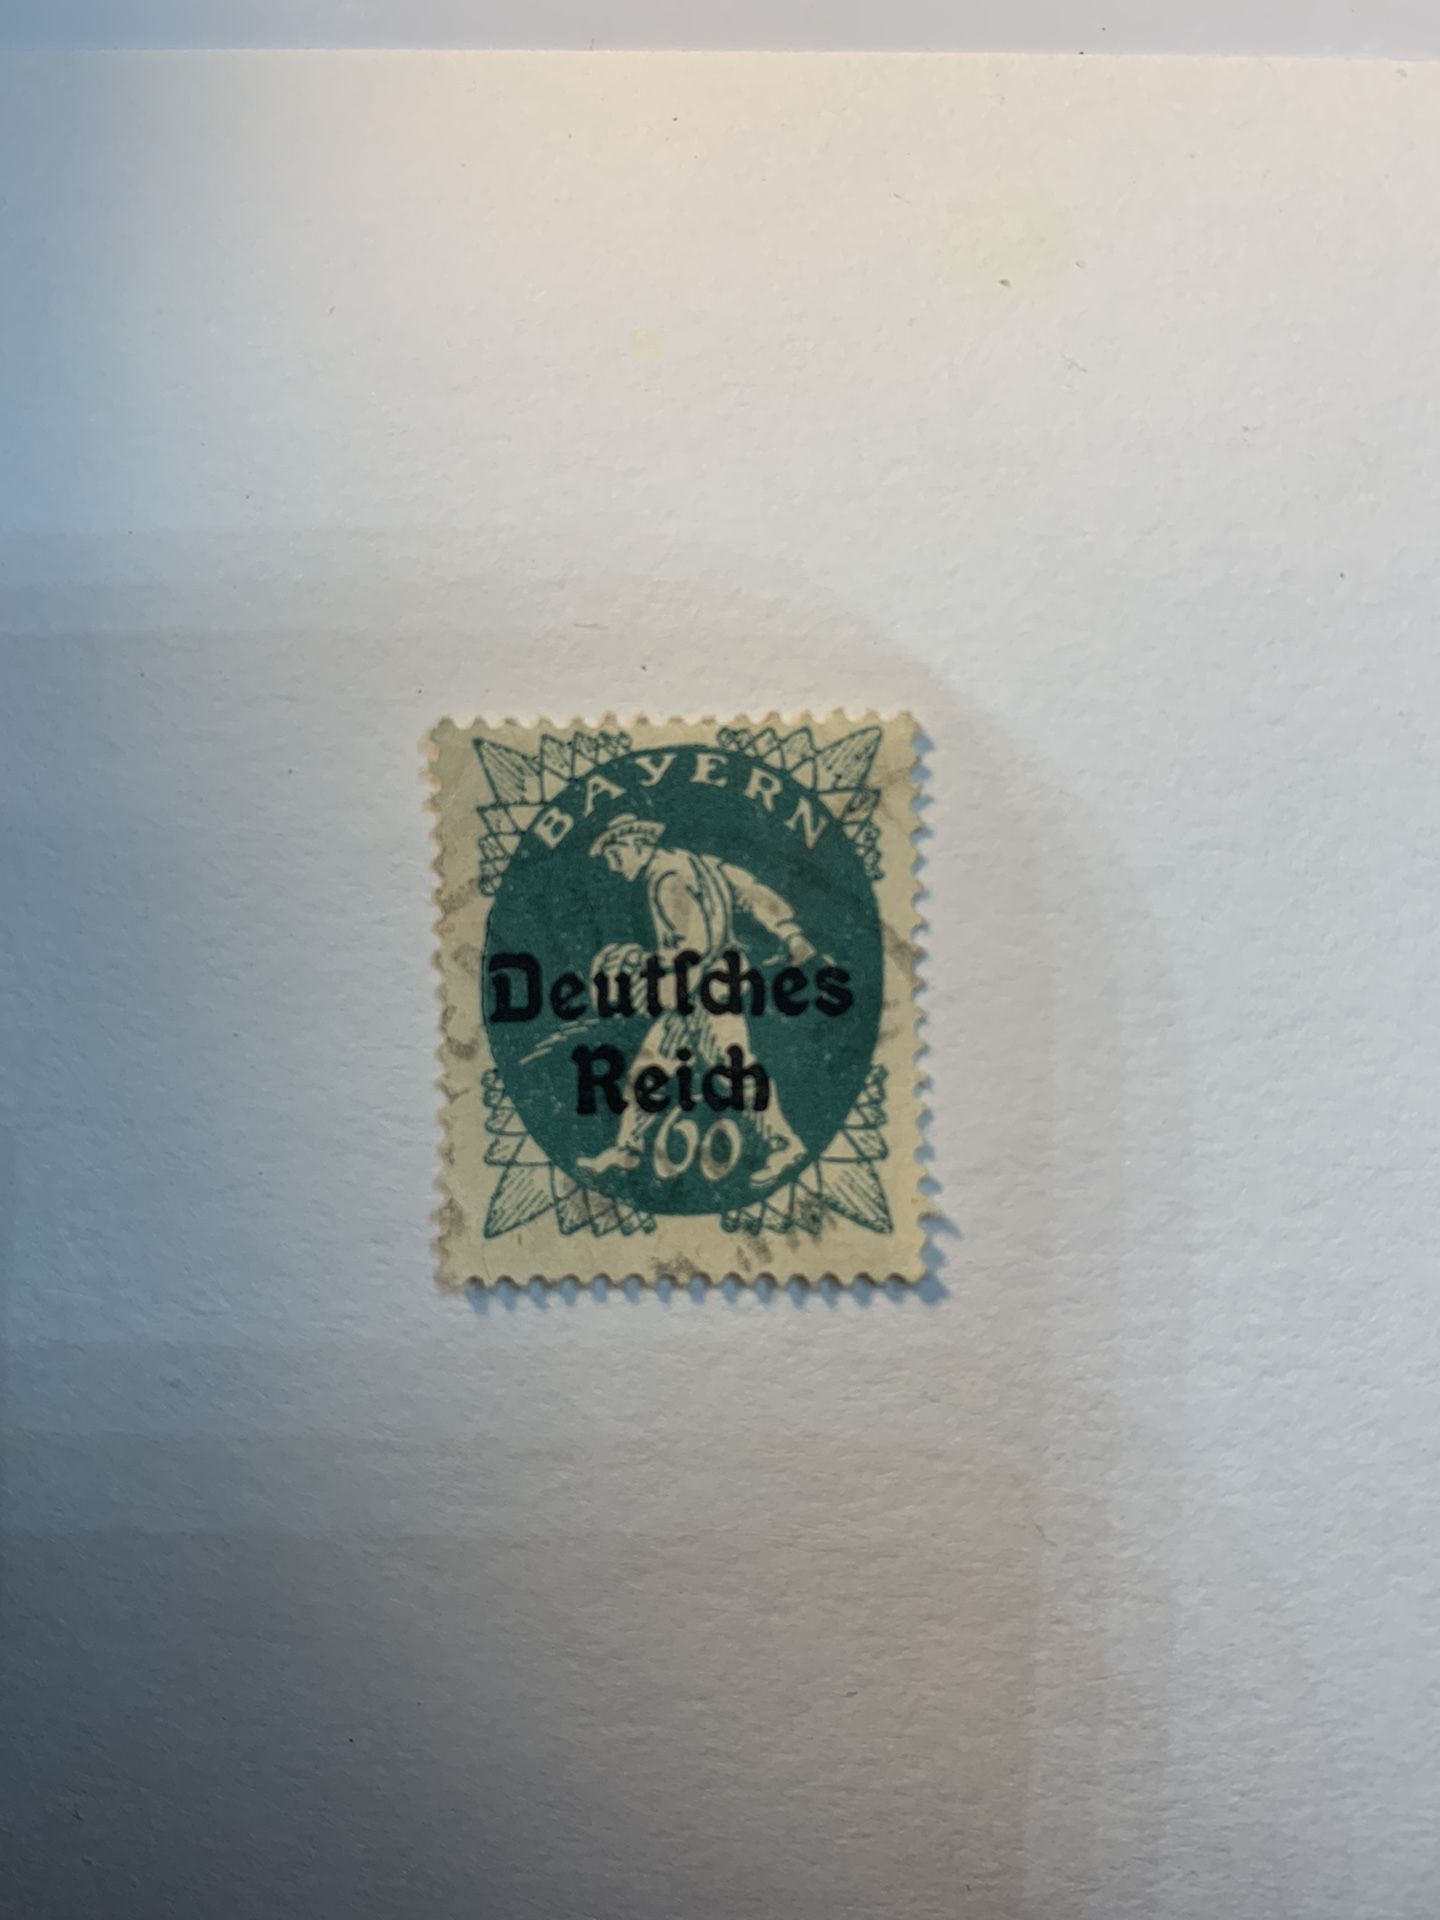 BAYERN
Deutſches
Reich
60